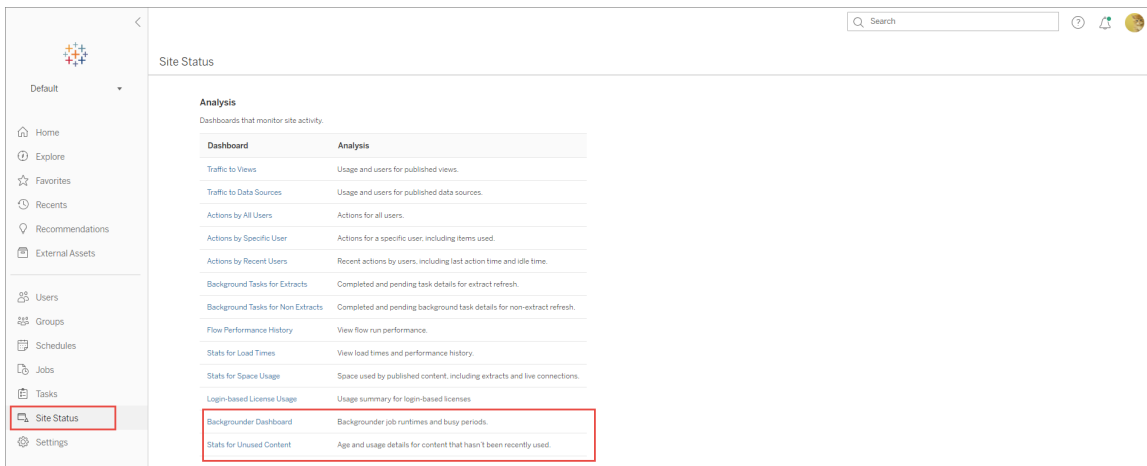 Search
Default
Home
Explore
Favorites
Recents
Recommendations
External Assets
Users
Groups
Schedules
Jobs
Tasks
Site Status
Settings
Site Status
Analysis
Dashboards that monitor site activity.
Dashboard Analysis
Traffic to Views Usage and users for published views.
Traffic to Data Sources Usage and users for published data sources.
Actions by All Users Actions for all users.
Actions by Specific User Actions for a specific user, including items used.
Actions by Recent Users Recent actions by users, including last action time and idle time.
Background Tasks for Extracts Completed and pending task details for extract refresh.
Background Tasks for Non Extracts Completed and pending background task details for non-extract refresh.
Flow Performance History View flow run performance.
Stats for Load Times View load times and performance history.
Stats for Space Usage Space used by published content, including extracts and live connections.
Login-based License Usage Usage summary for login-based licenses
Backgrounder Dashboard Backgrounder job runtimes and busy periods.
Stats for Unused Content Age and usage details for content that hasn't been recently used.